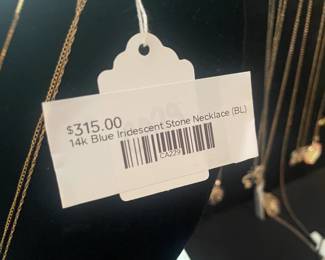 $315.00
14k Blue Iridescent Stone Necklace (BL)
CA229